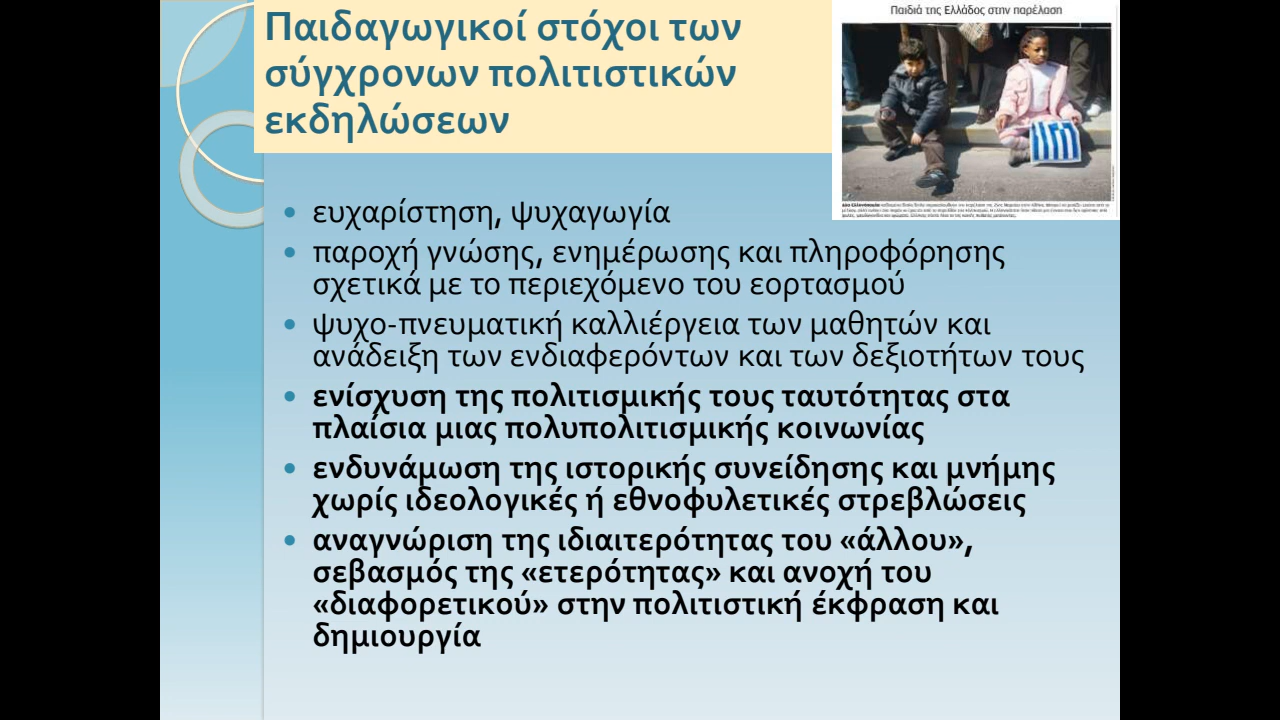 Παιδαγωγικοί στόχοι των
σύγχρονων πολιτιστικών
εκδηλώσεων
Παιδιά της Ελλάδος στην παρέλαση
• ευχαρίστηση, ψυχαγωγία
• παροχή γνώσης, ενημέρωσης και πληροφόρησης
σχετικά με το περιεχόμενο του εορτασμού
• ψυχο-πνευματική καλλιέργεια των μαθητών και
ανάδειξη των ενδιαφερόντων και των δεξιοτήτων τους
• ενίσχυση της πολιτισμικής τους ταυτότητας στα
πλαίσια μιας πολυπολιτισμικής κοινωνίας
• ενδυνάμωση της ιστορικής συνείδησης και μνήμης
χωρίς ιδεολογικές ή εθνοφυλετικές στρεβλώσεις
• αναγνώριση της ιδιαιτερότητας του «άλλου»,
σεβασμός της «ετερότητας» και ανοχή του
«διαφορετικού» στην πολιτιστική έκφραση και
δημιουργία